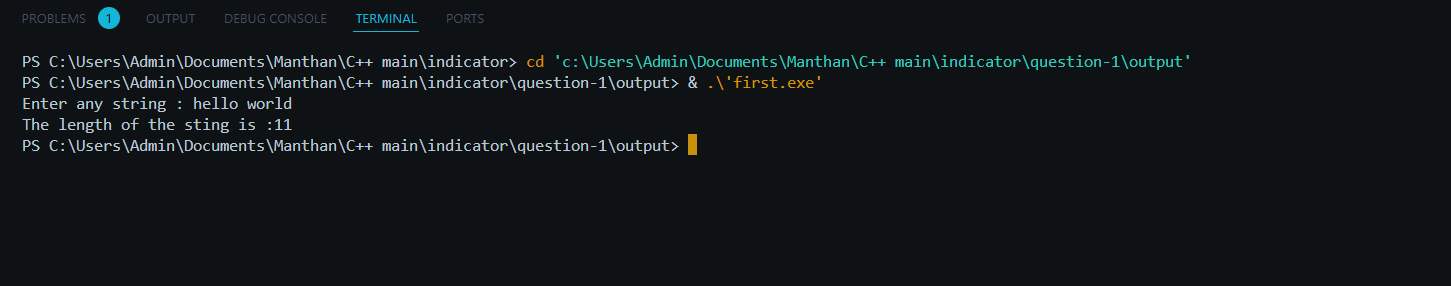 PROBLEMS 1 OUTPUT DEBUG CONSOLE TERMINAL PORTS
PS C:\Users\Admin\Documents\Manthan\C++ main\indicator> cd 'c:\Users\Admin\Documents\Manthan\C++ main\indicator\question-1\output'
PS C:\Users\Admin\Documents\Manthan\C++ main\indicator\question-1\output> & .\'first.exe'
Enter any string : hello world
The length of the sting is :11
PS C:\Users\Admin\Documents\Manthan\C++ main\indicator\question-1\output>